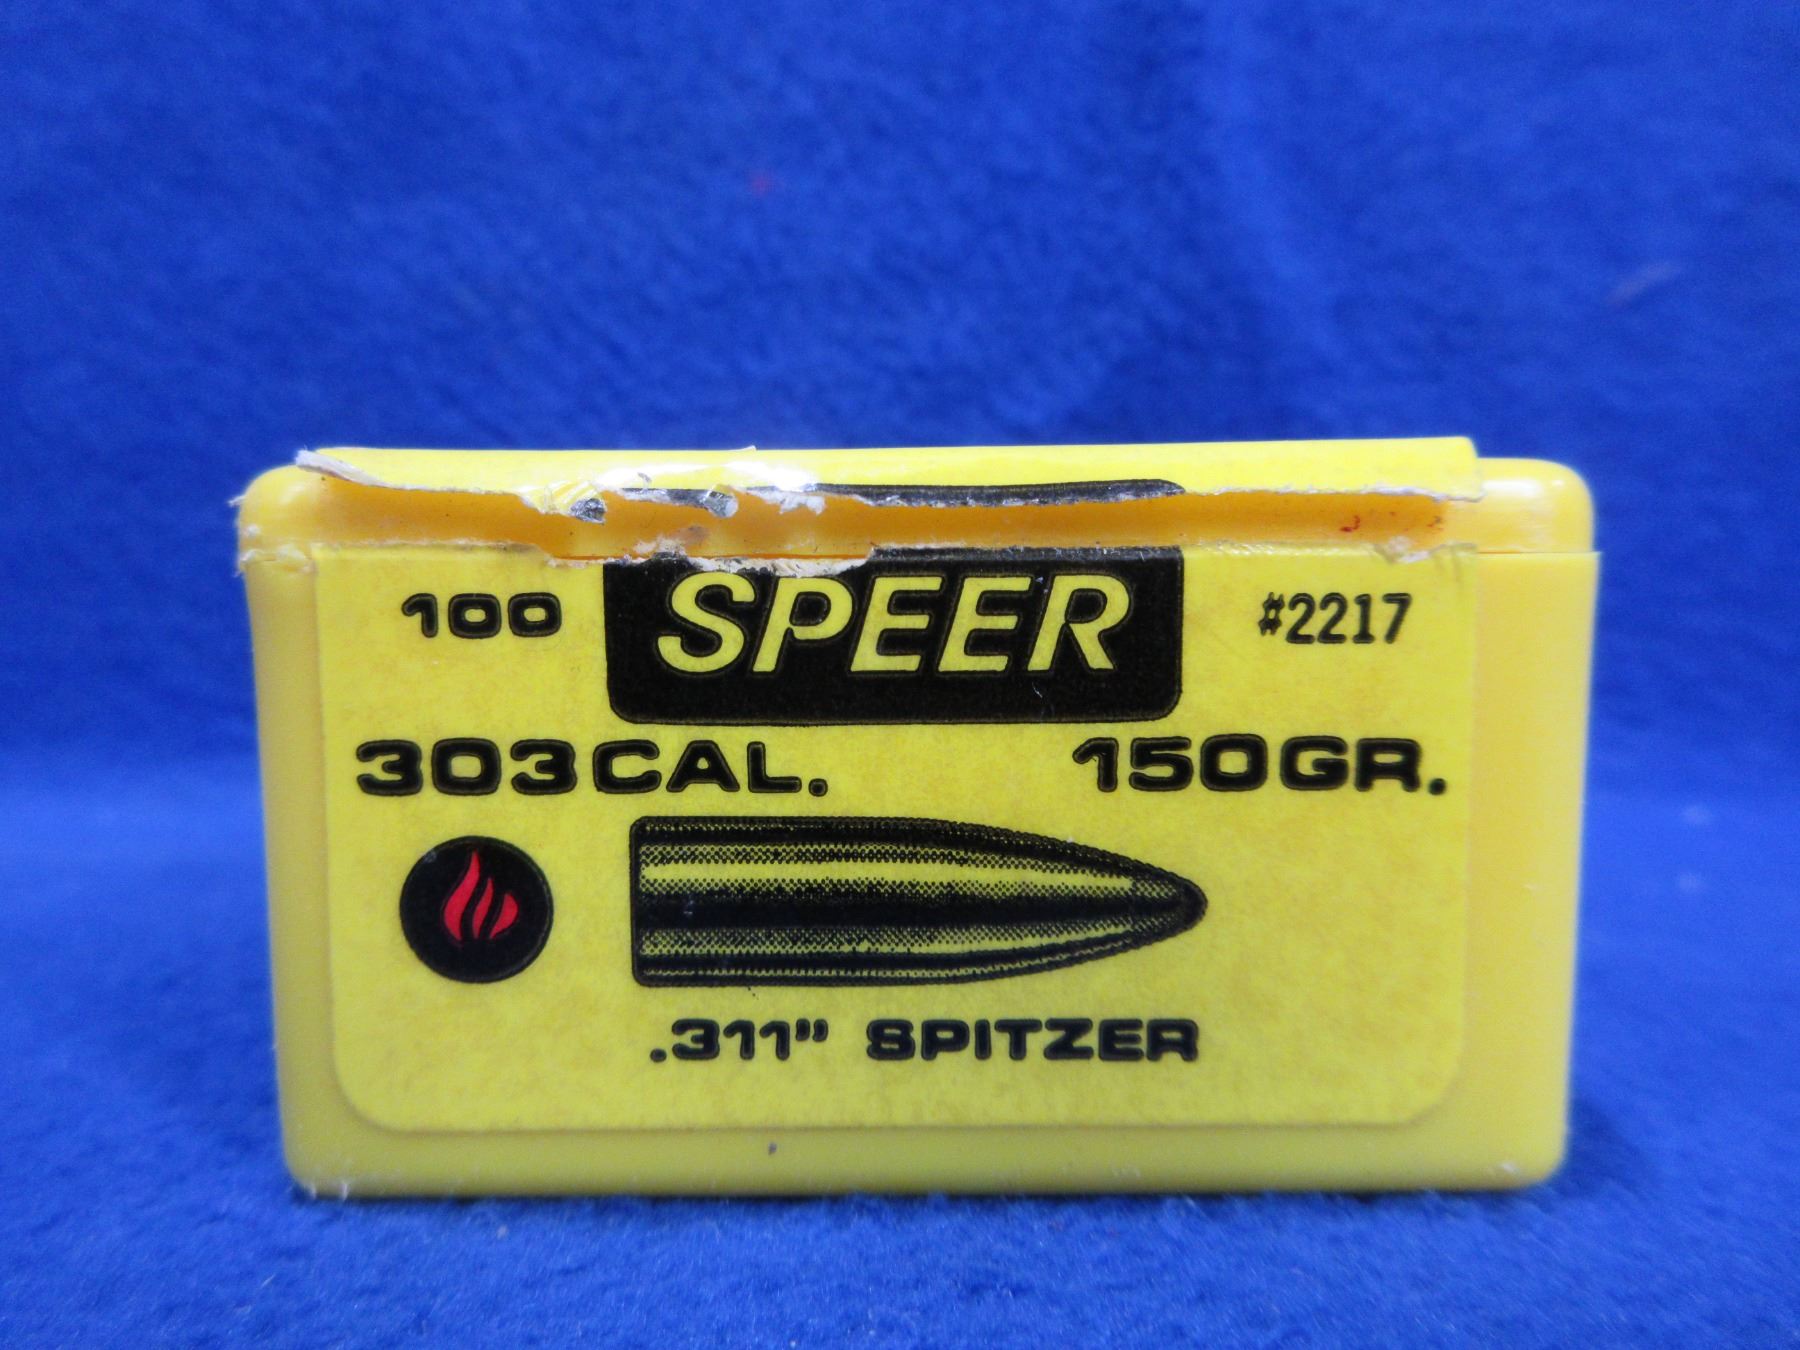 100 SPEER #2217
303 CAL. 150 GR.
.311" SPITZER